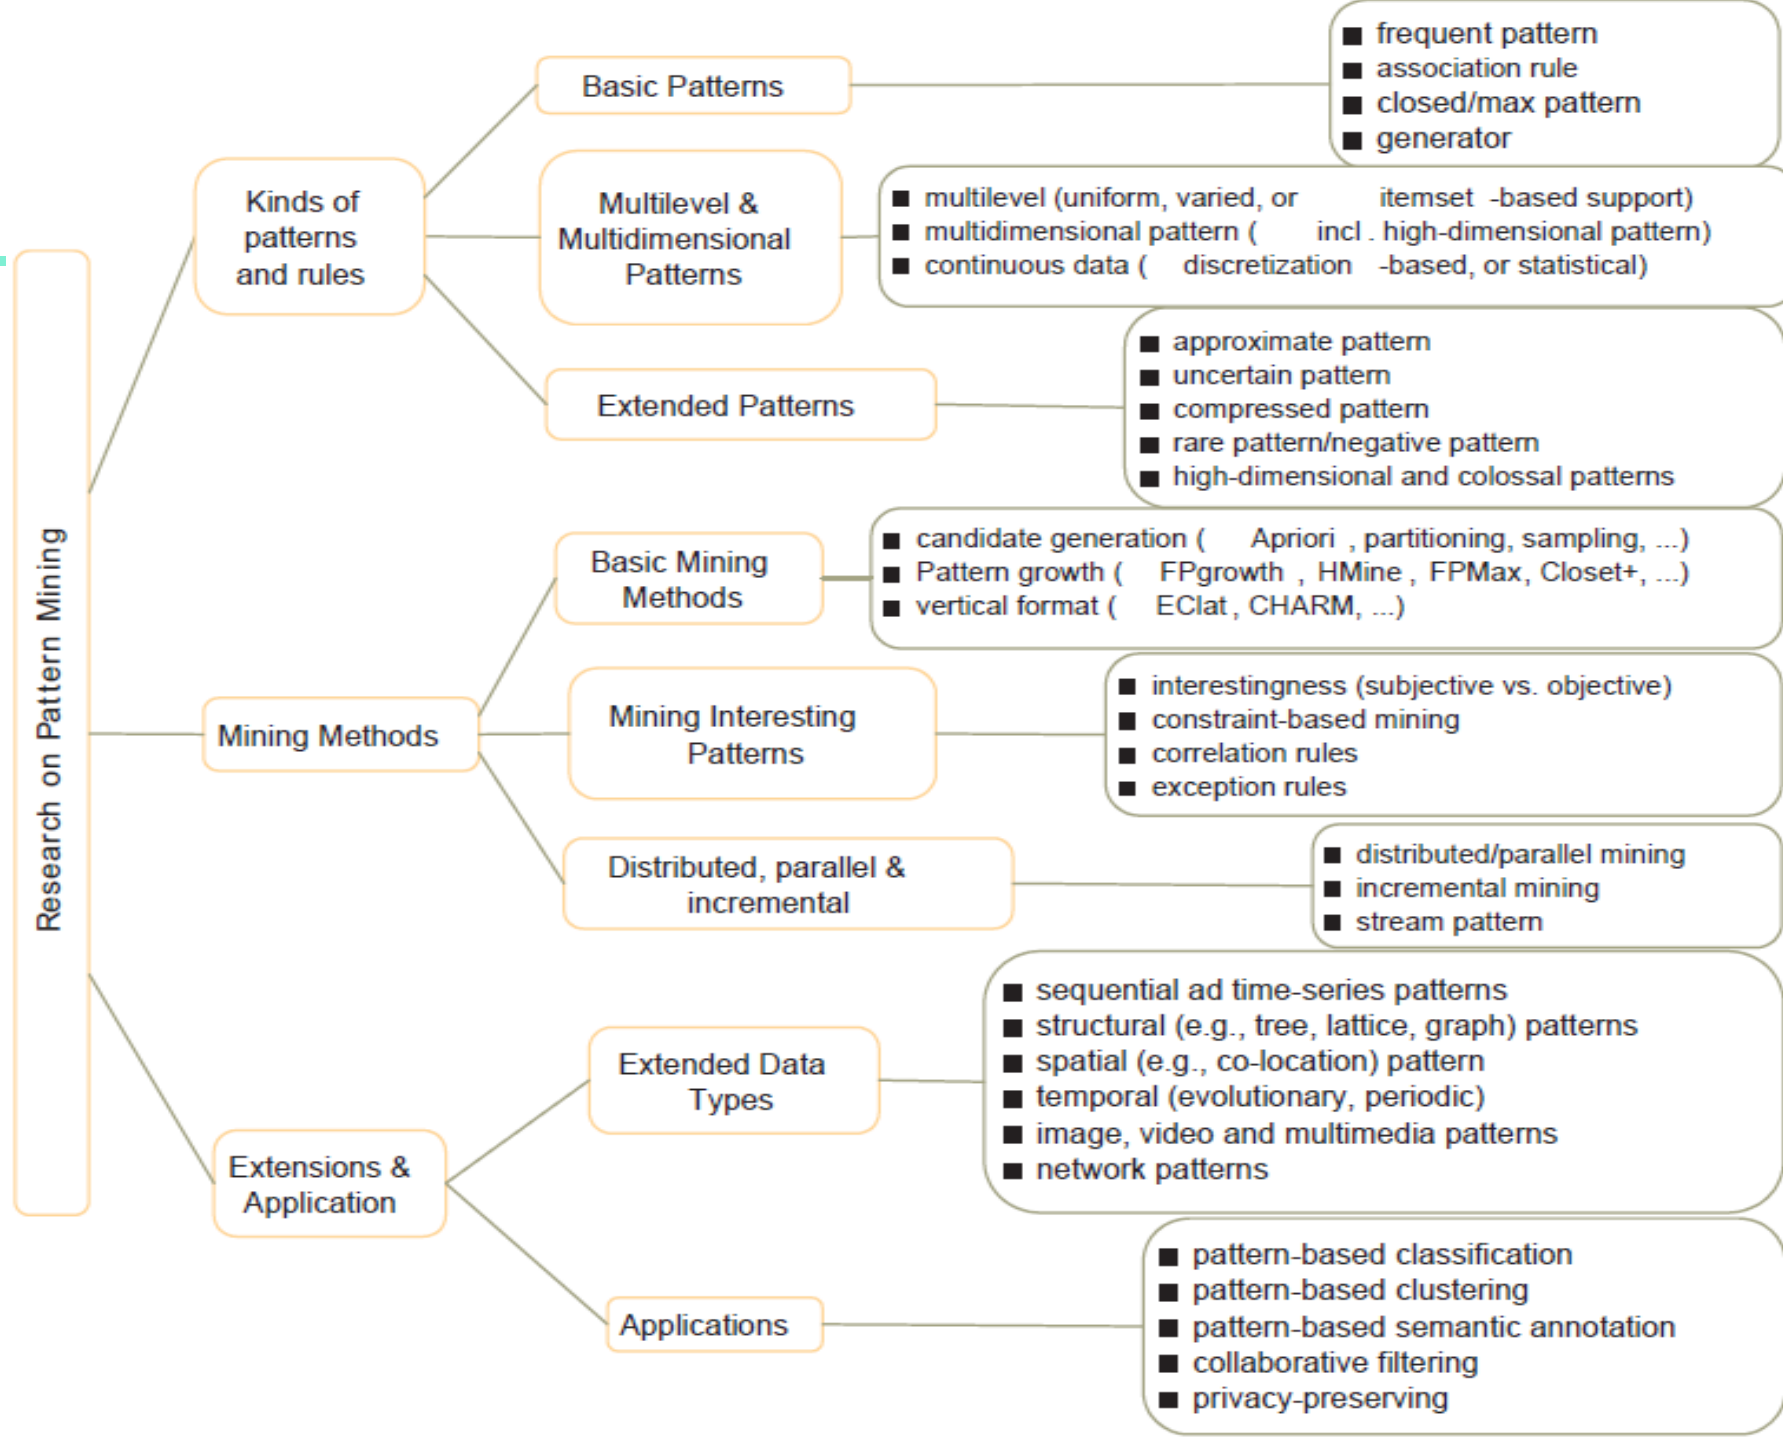 Research on Pattern Mining
Kinds of
patterns
and rules
Basic Patterns
■ frequent pattern
■ association rule
■ closed/max pattern
■ generator
Multilevel &
Multidimensional
Patterns
■ multilevel (uniform, varied, or itemset -based support)
■ multidimensional pattern ( incl . high-dimensional pattern)
■ continuous data ( discretization -based, or statistical)
Extended Patterns
■ approximate pattern
■ uncertain pattern
■ compressed pattern
■ rare pattern/negative pattern
■ high-dimensional and colossal patterns
Mining Methods
Basic Mining
Methods
■ candidate generation ( Apriori , partitioning, sampling, ...)
■ Pattern growth ( FPgrowth , HMine , FPMax, Closet+, ...)
■ vertical format ( EClat , CHARM, ...)
Mining Interesting
Patterns
■ interestingness (subjective vs. objective)
■ constraint-based mining
■ correlation rules
■ exception rules
Distributed, parallel &
incremental
■ distributed/parallel mining
■ incremental mining
■ stream pattern
Extensions &
Application
Extended Data
Types
■ sequential ad time-series patterns
■ structural (e.g., tree, lattice, graph) patterns
■ spatial (e.g., co-location) pattern
■ temporal (evolutionary, periodic)
■ image, video and multimedia patterns
■ network patterns
Applications
■ pattern-based classification
■ pattern-based clustering
■ pattern-based semantic annotation
■ collaborative filtering
■ privacy-preserving